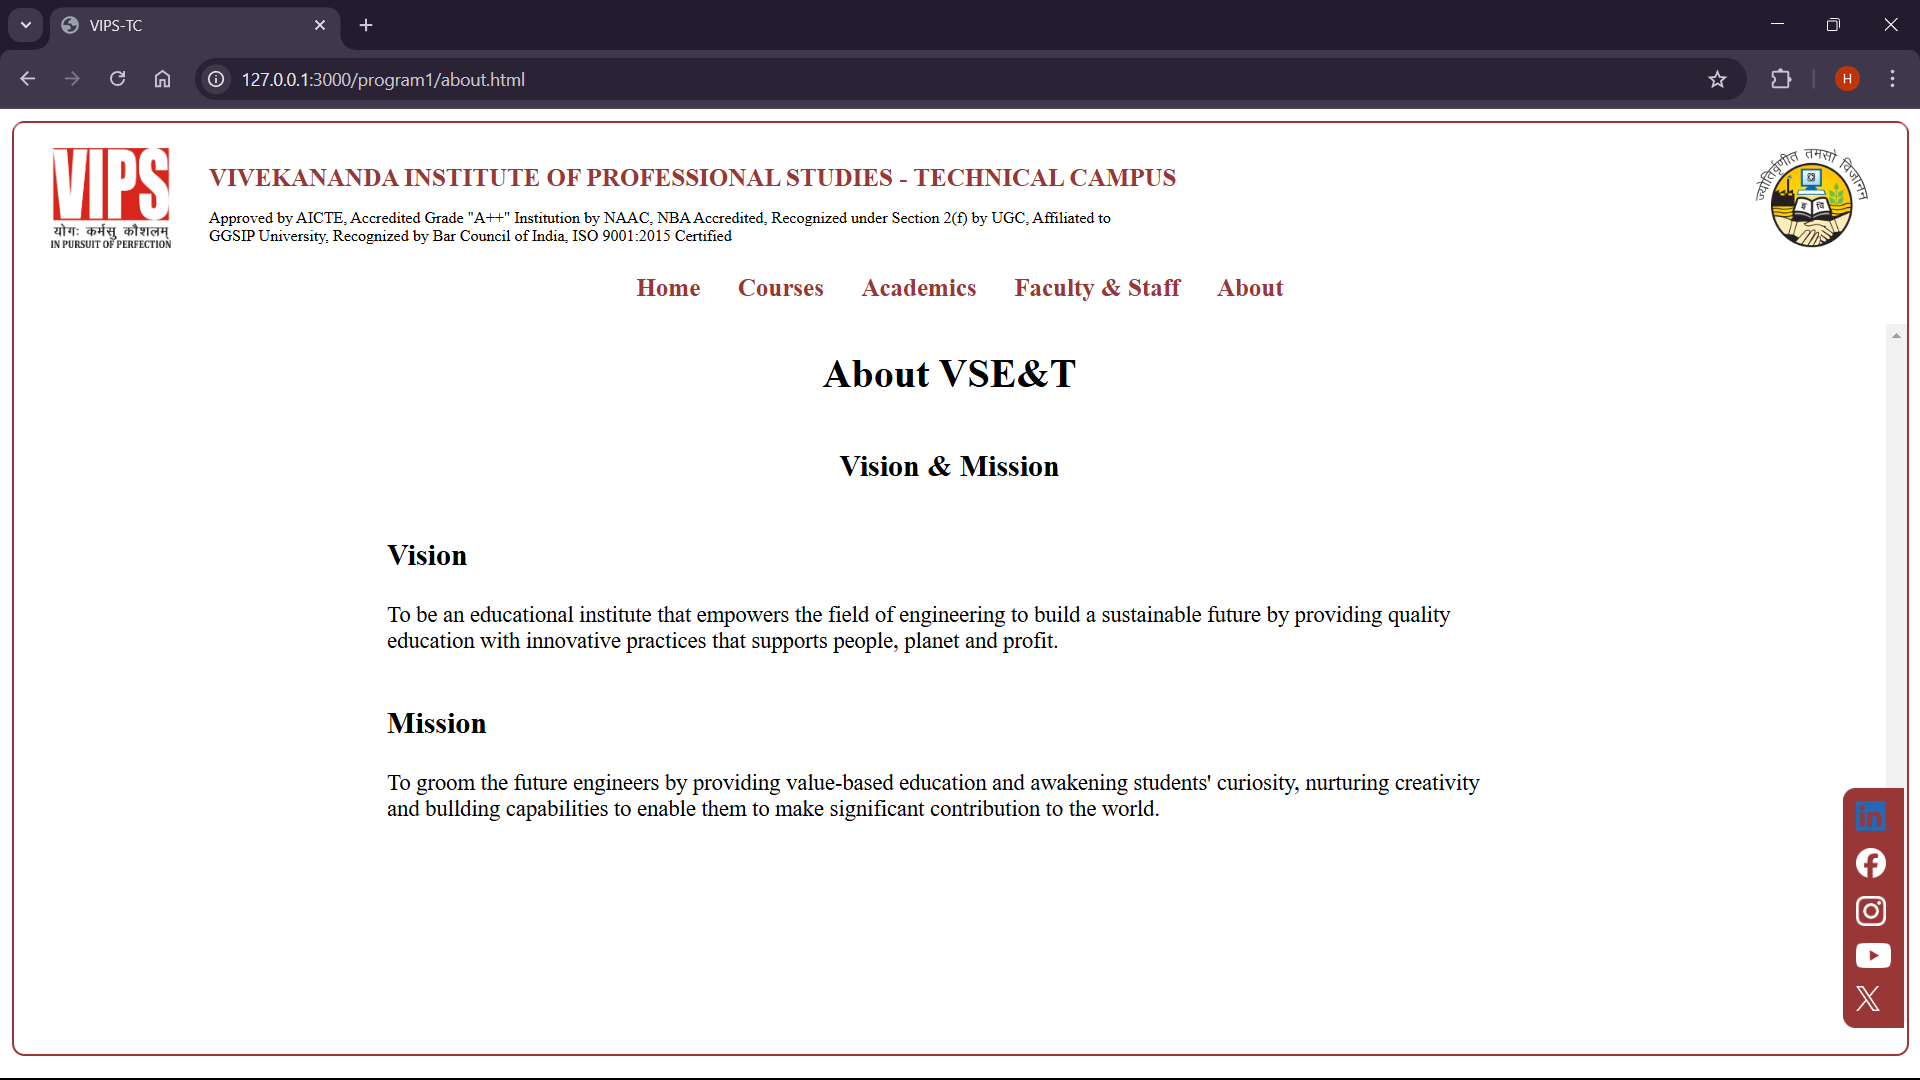 VIPS-TC
127.0.0.1:3000/program1/about.html
H
VIPS
योगः कर्मसु कौशलम्
IN PURSUIT OF PERFECTION
VIVEKANANDA INSTITUTE OF PROFESSIONAL STUDIES - TECHNICAL CAMPUS
Approved by AICTE, Accredited Grade "A++" Institution by NAAC, NBA Accredited, Recognized under Section 2(f) by UGC, Affiliated to
GGSIP University, Recognized by Bar Council of India, ISO 9001:2015 Certified
ज्योतिर्वृणीत तमसो विजानन
इ वि
Home Courses Academics Faculty & Staff About
About VSE&T
Vision & Mission
Vision
To be an educational institute that empowers the field of engineering to build a sustainable future by providing quality
education with innovative practices that supports people, planet and profit.
Mission
To groom the future engineers by providing value-based education and awakening students' curiosity, nurturing creativity
and bullding capabilities to enable them to make significant contribution to the world.
in